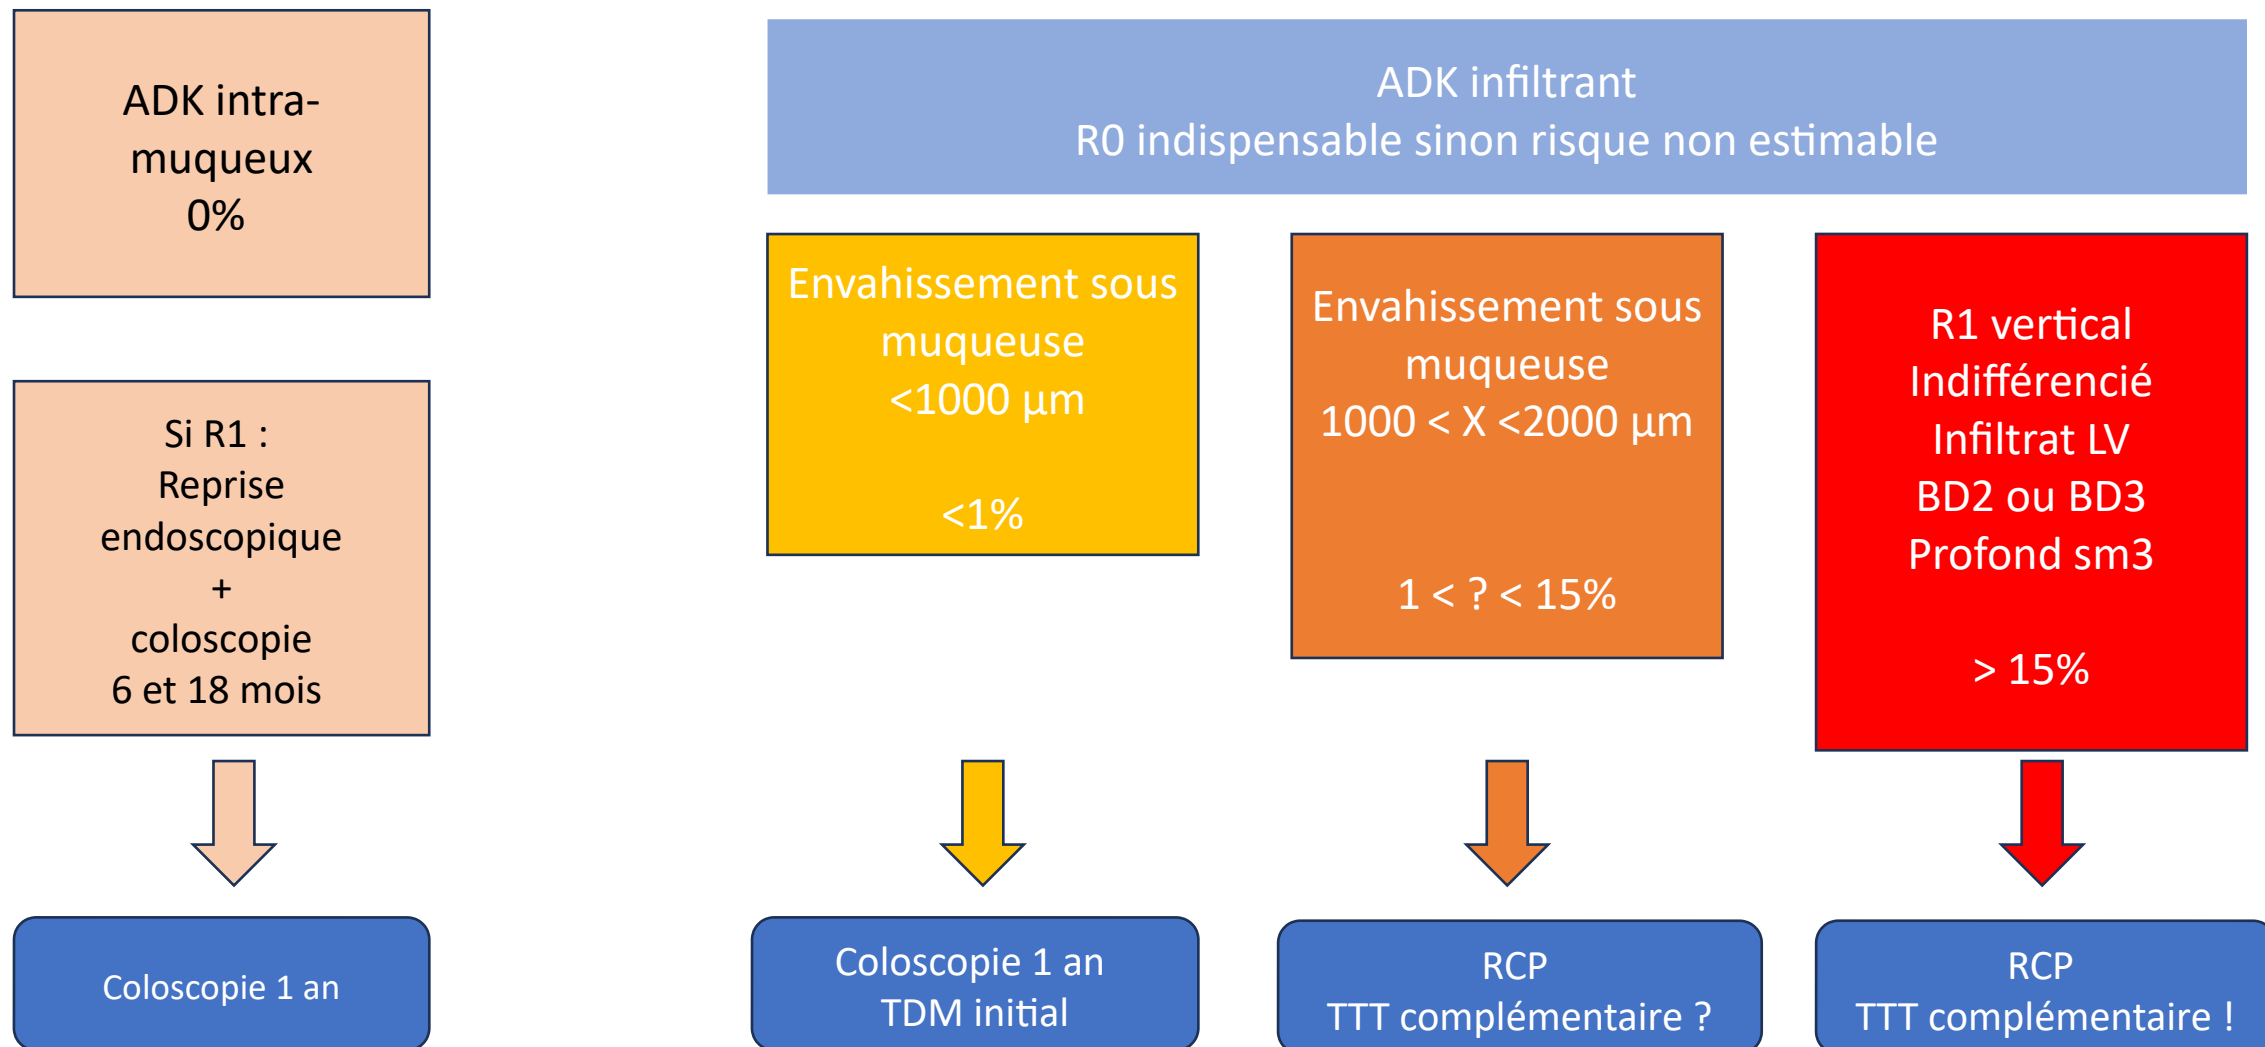 ADK intra-
muqueux
0%
Si R1 :
Reprise
endoscopique
+
coloscopie
6 et 18 mois
Coloscopie 1 an
ADK infiltrant
R0 indispensable sinon risque non estimable
Envahissement sous
muqueuse
<1000 µm
<1%
Coloscopie 1 an
TDM initial
Envahissement sous
muqueuse
1000 < X <2000 µm
1 < ? < 15%
RCP
TTT complémentaire ?
R1 vertical
Indifférencié
Infiltrat LV
BD2 ou BD3
Profond sm3
> 15%
RCP
TTT complémentaire !